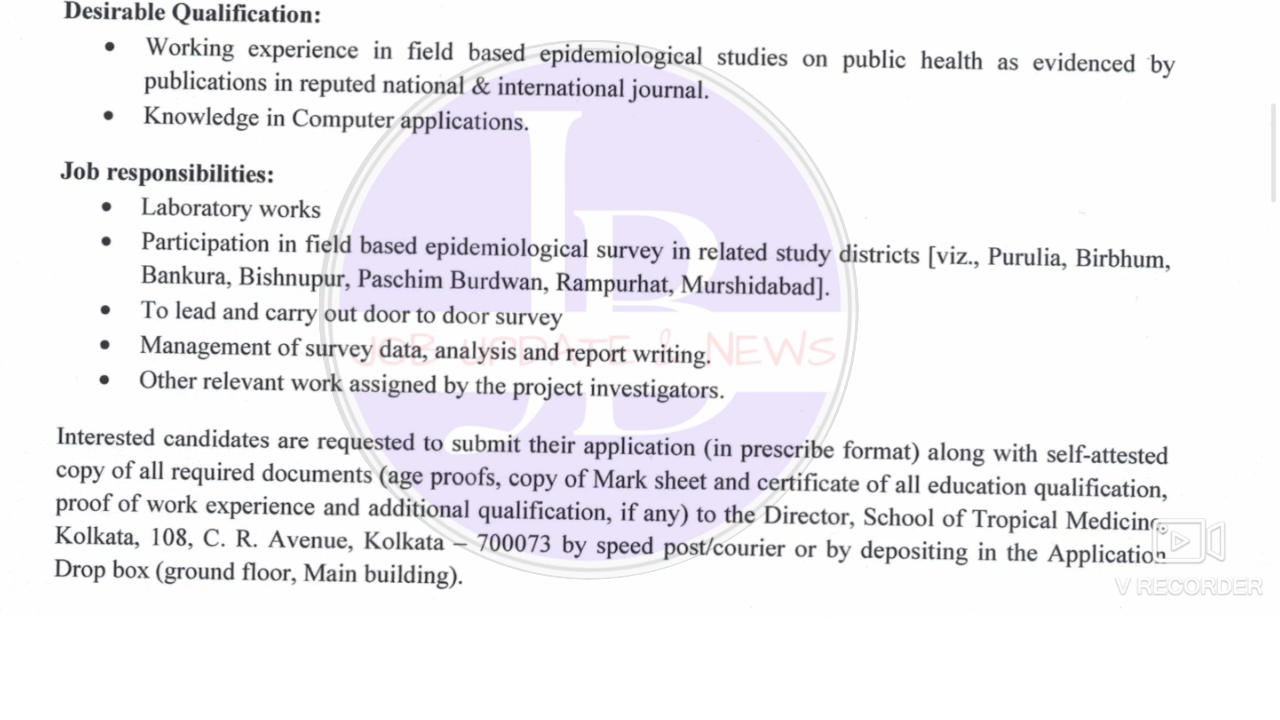 Desirable Qualification:
• Working experience in field based epidemiological studies on public health as evidenced by
publications in reputed national & international journal.
• Knowledge in Computer applications.
Job responsibilities:
• Laboratory works
• Participation in field based epidemiological survey in related study districts [viz., Purulia, Birbhum,
Bankura, Bishnupur, Paschim Burdwan, Rampurhat, Murshidabad].
• To lead and carry out door to door survey
• Management of survey data, analysis and report writing.
• Other relevant work assigned by the project investigators.
JOB UPDATE & NEWS
Interested candidates are requested to submit their application (in prescribe format) along with self-attested
copy of all required documents (age proofs, copy of Mark sheet and certificate of all education qualification,
proof of work experience and additional qualification, if any) to the Director, School of Tropical Medicine,
Kolkata, 108, C. R. Avenue, Kolkata – 700073 by speed post/courier or by depositing in the Application
Drop box (ground floor, Main building).
V RECORDER